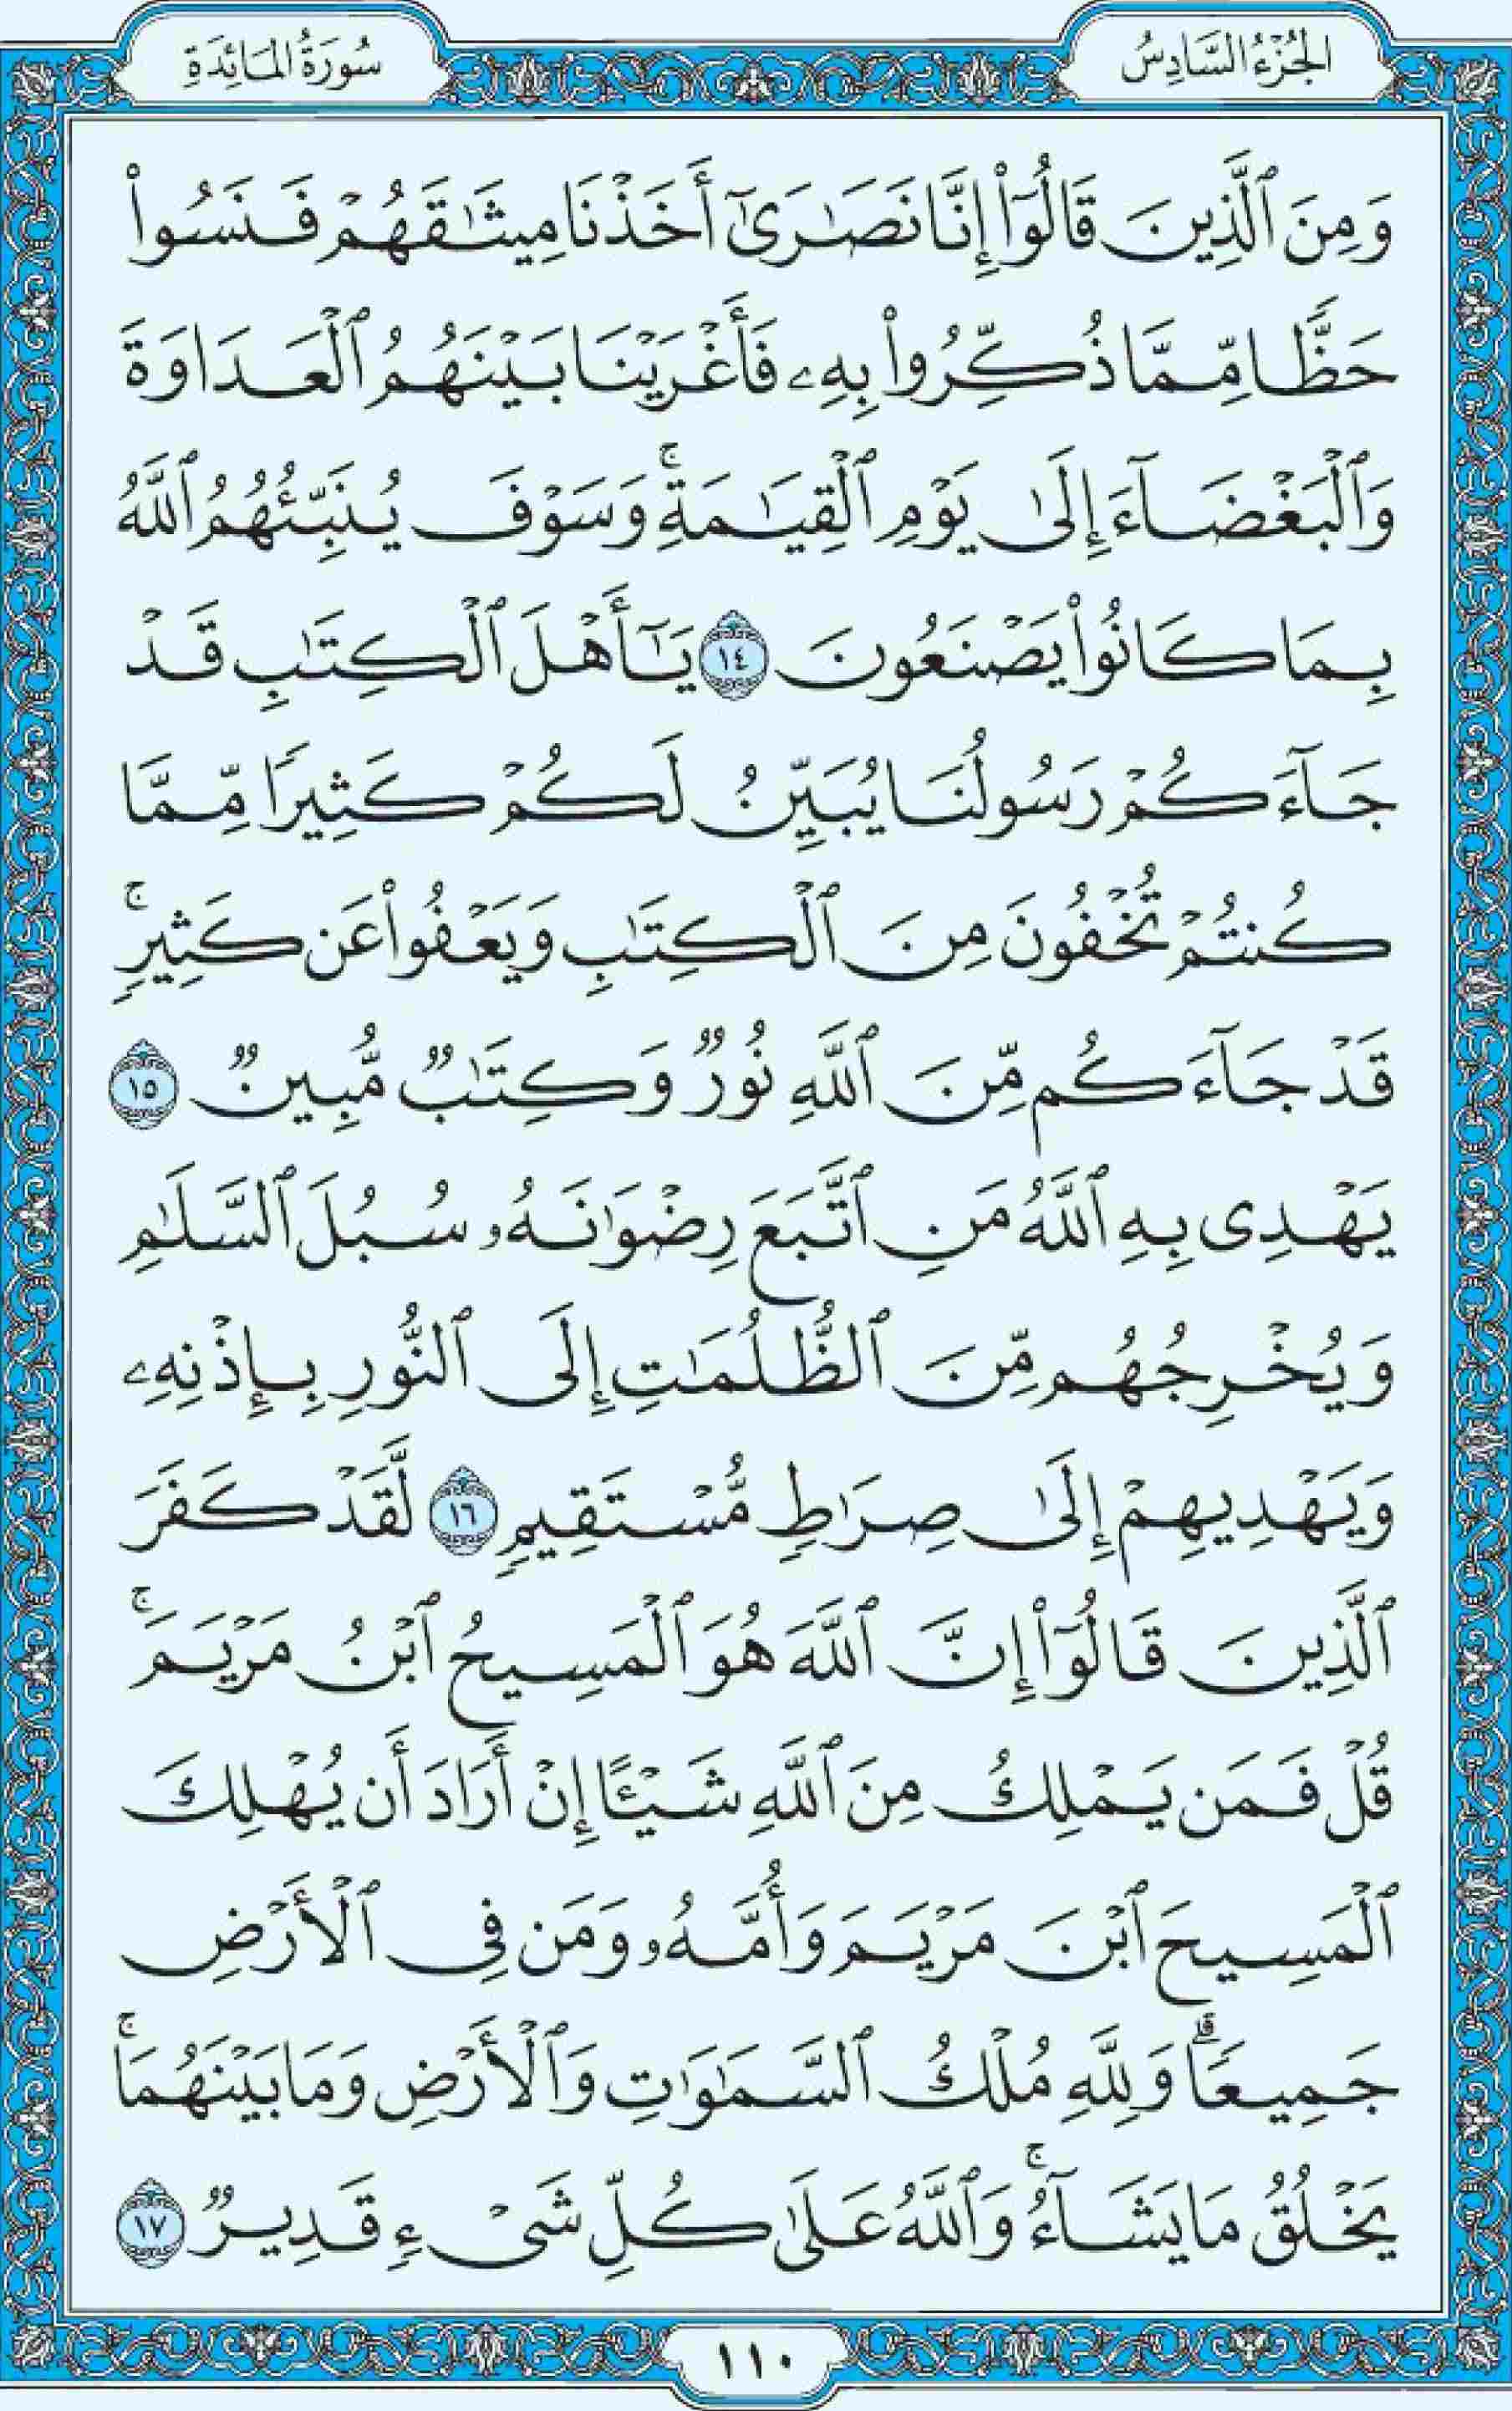 الجُزْءُ السَّادِسُ
سُورَةُ المَائِدَةِ
وَمِنَ ٱلَّذِينَ قَالُوٓا۟ إِنَّا نَصَٰرَىٰٓ أَخَذْنَا مِيثَٰقَهُمْ فَنَسُوا۟
حَظًّا مِّمَّا ذُكِّرُوا۟ بِهِۦ فَأَغْرَيْنَا بَيْنَهُمُ ٱلْعَدَاوَةَ
وَٱلْبَغْضَآءَ إِلَىٰ يَوْمِ ٱلْقِيَٰمَةِ ۚ وَسَوْفَ يُنَبِّئُهُمُ ٱللَّهُ
بِمَا كَانُوا۟ يَصْنَعُونَ ١٤ يَٰٓأَهْلَ ٱلْكِتَٰبِ قَدْ
جَآءَكُمْ رَسُولُنَا يُبَيِّنُ لَكُمْ كَثِيرًا مِّمَّا
كُنتُمْ تُخْفُونَ مِنَ ٱلْكِتَٰبِ وَيَعْفُوا۟ عَن كَثِيرٍ ۚ
قَدْ جَآءَكُم مِّنَ ٱللَّهِ نُورٌ وَكِتَٰبٌ مُّبِينٌ ١٥
يَهْدِى بِهِ ٱللَّهُ مَنِ ٱتَّبَعَ رِضْوَٰنَهُۥ سُبُلَ ٱلسَّلَٰمِ
وَيُخْرِجُهُم مِّنَ ٱلظُّلُمَٰتِ إِلَى ٱلنُّورِ بِإِذْنِهِۦ
وَيَهْدِيهِمْ إِلَىٰ صِرَٰطٍ مُّسْتَقِيمٍ ١٦ لَّقَدْ كَفَرَ
ٱلَّذِينَ قَالُوٓا۟ إِنَّ ٱللَّهَ هُوَ ٱلْمَسِيحُ ٱبْنُ مَرْيَمَ ۚ
قُلْ فَمَن يَمْلِكُ مِنَ ٱللَّهِ شَيْـًٔا إِنْ أَرَادَ أَن يُهْلِكَ
ٱلْمَسِيحَ ٱبْنَ مَرْيَمَ وَأُمَّهُۥ وَمَن فِى ٱلْأَرْضِ
جَمِيعًا ۗ وَلِلَّهِ مُلْكُ ٱلسَّمَٰوَٰتِ وَٱلْأَرْضِ وَمَا بَيْنَهُمَا ۚ
يَخْلُقُ مَا يَشَآءُ ۚ وَٱللَّهُ عَلَىٰ كُلِّ شَىْءٍ قَدِيرٌ ١٧
١١٠